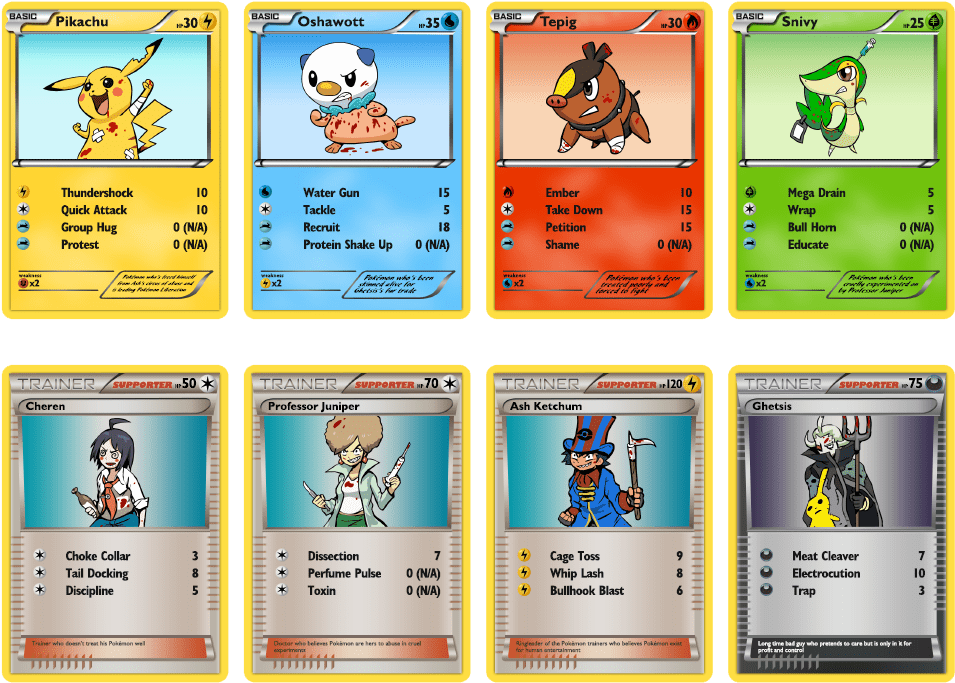 BASIC Pikachu HP30
Thundershock 10
Quick Attack 10
Group Hug 0 (N/A)
Protest 0 (N/A)
weakness
x2
Pokémon who's freed himself
from Ash's circus of abuse and
is leading Pokémon Liberation
BASIC Oshawott HP35
Water Gun 15
Tackle 5
Recruit 18
Protein Shake Up 0 (N/A)
weakness
x2
Pokémon who's been
skinned alive for
Ghetsis's fur trade
BASIC Tepig HP30
Ember 10
Take Down 15
Petition 15
Shame 0 (N/A)
weakness
x2
Pokémon who's been
treated poorly and
forced to fight
BASIC Snivy HP25
Mega Drain 5
Wrap 5
Bull Horn 0 (N/A)
Educate 0 (N/A)
weakness
x2
Pokémon who's been
cruelly experimented on
by Professor Juniper
TRAINER SUPPORTER HP50
Cheren
Choke Collar 3
Tail Docking 8
Discipline 5
Trainer who doesn't treat his Pokémon well
TRAINER SUPPORTER HP70
Professor Juniper
Dissection 7
Perfume Pulse 0 (N/A)
Toxin 0 (N/A)
Doctor who believes Pokémon are hers to abuse in cruel
experiments
TRAINER SUPPORTER HP120
Ash Ketchum
Cage Toss 9
Whip Lash 8
Bullhook Blast 6
Ringleader of the Pokémon trainers who believes Pokémon exist
for human entertainment
TRAINER SUPPORTER HP75
Ghetsis
Meat Cleaver 7
Electrocution 10
Trap 3
Long time bad guy who pretends to care but is only in it for
profit and control